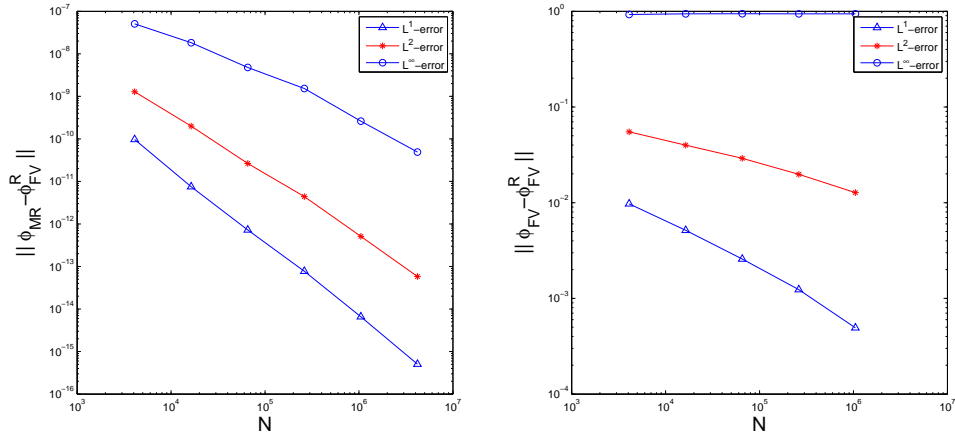 10^-7
10^-8
10^-9
10^-10
10^-11
10^-12
10^-13
10^-14
10^-15
10^-16
|| ϕ_MR −ϕ^R_FV ||
10^3
10^4
10^5
10^6
10^7
N
L^1−error
L^2−error
L^∞−error
10^0
10^-1
10^-2
10^-3
10^-4
|| ϕ_FV −ϕ^R_FV ||
10^3
10^4
10^5
10^6
10^7
N
L^1−error
L^2−error
L^∞−error